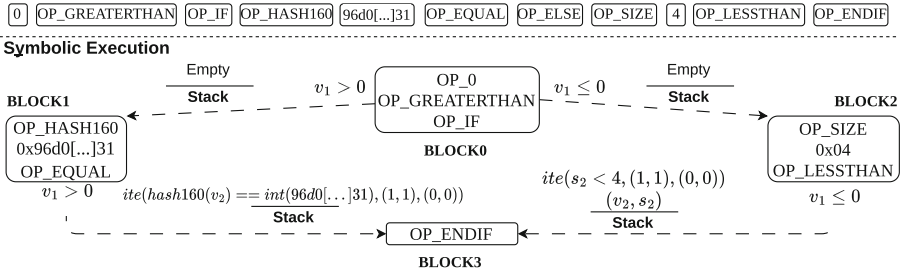 0 OP_GREATERTHAN OP_IF OP_HASH160 96d0[...]31 OP_EQUAL OP_ELSE OP_SIZE 4 OP_LESSTHAN OP_ENDIF
Symbolic Execution
Empty
Stack
v₁ > 0
OP_0
OP_GREATERTHAN
OP_IF
BLOCK0
v₁ ≤ 0
Empty
Stack
BLOCK1
OP_HASH160
0x96d0[...]31
OP_EQUAL
v₁ > 0
BLOCK2
OP_SIZE
0x04
OP_LESSTHAN
v₁ ≤ 0
ite(hash160(v₂) == int(96d0[...]31), (1, 1), (0, 0))
Stack
ite(s₂ < 4, (1, 1), (0, 0))
(v₂, s₂)
Stack
OP_ENDIF
BLOCK3